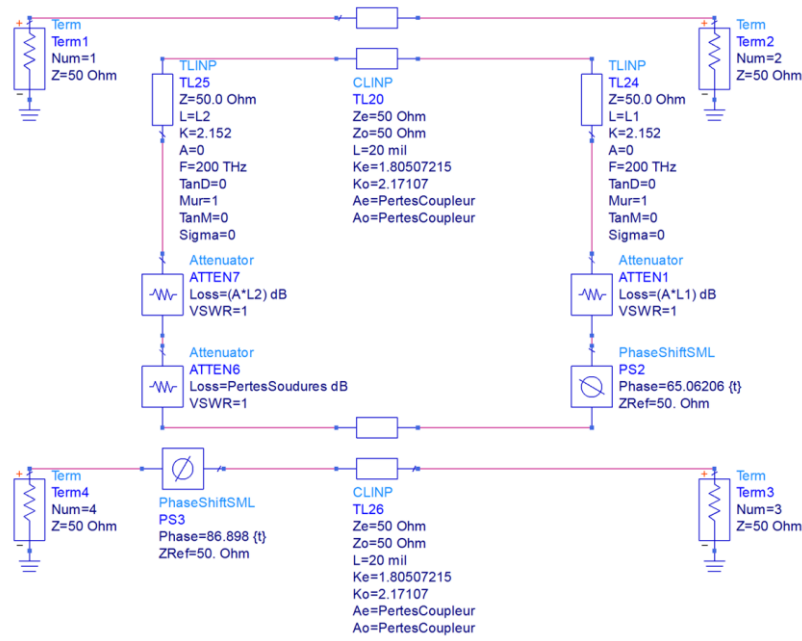 Term
Term1
Num=1
Z=50 Ohm
Term
Term2
Num=2
Z=50 Ohm
TLINP
TL25
Z=50.0 Ohm
L=L2
K=2.152
A=0
F=200 THz
TanD=0
Mur=1
TanM=0
Sigma=0
CLINP
TL20
Ze=50 Ohm
Zo=50 Ohm
L=20 mil
Ke=1.80507215
Ko=2.17107
Ae=PertesCoupleur
Ao=PertesCoupleur
TLINP
TL24
Z=50.0 Ohm
L=L1
K=2.152
A=0
F=200 THz
TanD=0
Mur=1
TanM=0
Sigma=0
Attenuator
ATTEN7
Loss=(A*L2) dB
VSWR=1
Attenuator
ATTEN1
Loss=(A*L1) dB
VSWR=1
Attenuator
ATTEN6
Loss=PertesSoudures dB
VSWR=1
PhaseShiftSML
PS2
Phase=65.06206 {t}
ZRef=50. Ohm
Term
Term4
Num=4
Z=50 Ohm
PhaseShiftSML
PS3
Phase=86.898 {t}
ZRef=50. Ohm
CLINP
TL26
Ze=50 Ohm
Zo=50 Ohm
L=20 mil
Ke=1.80507215
Ko=2.17107
Ae=PertesCoupleur
Ao=PertesCoupleur
Term
Term3
Num=3
Z=50 Ohm